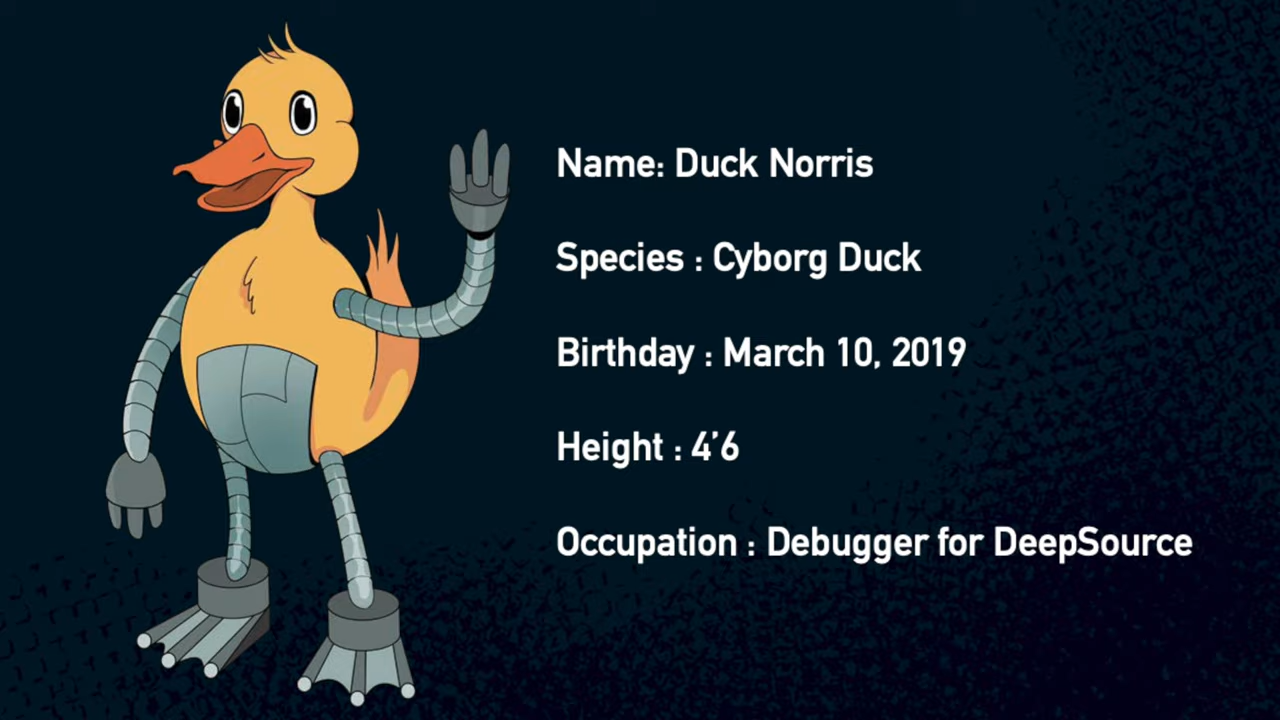 Name: Duck Norris
Species : Cyborg Duck
Birthday : March 10, 2019
Height : 4’6
Occupation : Debugger for DeepSource